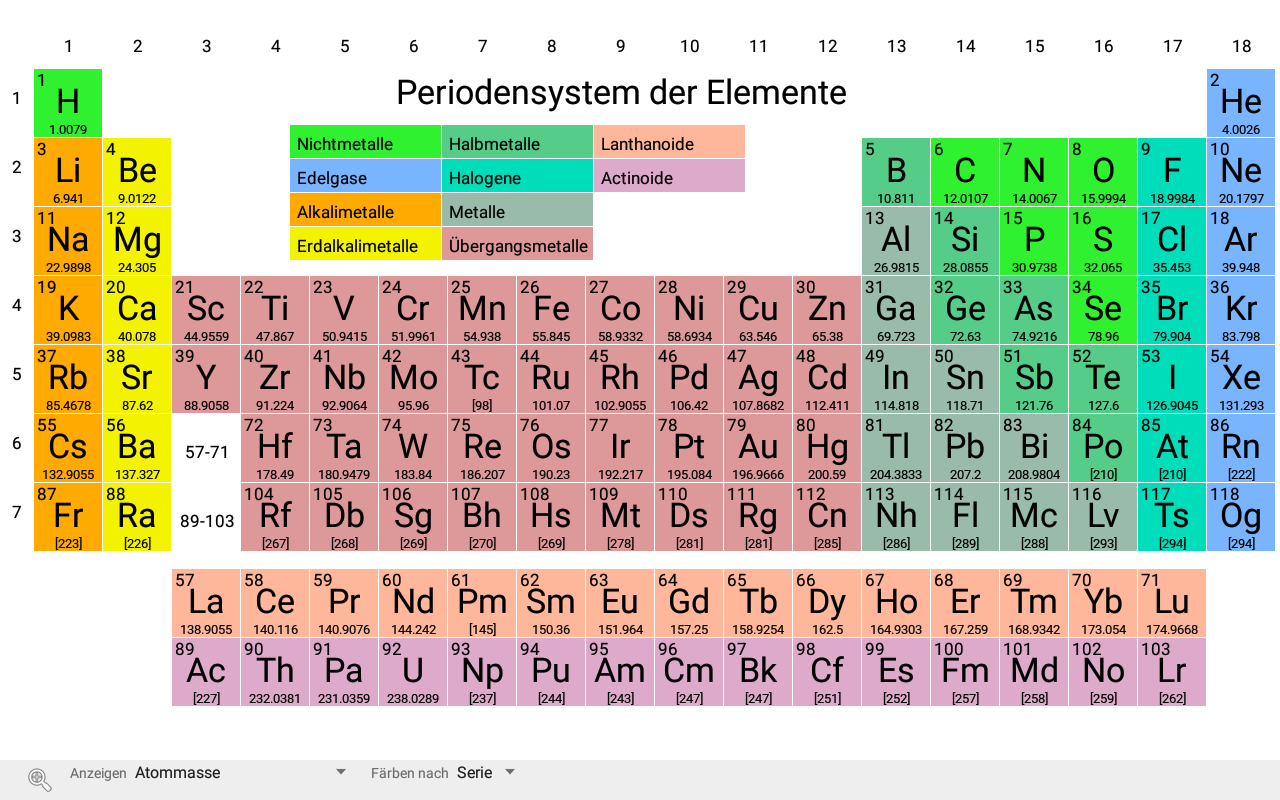 1 2 3 4 5 6 7 8 9 10 11 12 13 14 15 16 17 18
Periodensystem der Elemente
Nichtmetalle Halbmetalle Lanthanoide
Edelgase Halogene Actinoide
Alkalimetalle Metalle
Erdalkalimetalle Übergangsmetalle
1
1 2
H He
1.0079 4.0026
2
3 4 5 6 7 8 9 10
Li Be B C N O F Ne
6.941 9.0122 10.811 12.0107 14.0067 15.9994 18.9984 20.1797
3
11 12 13 14 15 16 17 18
Na Mg Al Si P S Cl Ar
22.9898 24.305 26.9815 28.0855 30.9738 32.065 35.453 39.948
4
19 20 21 22 23 24 25 26 27 28 29 30 31 32 33 34 35 36
K Ca Sc Ti V Cr Mn Fe Co Ni Cu Zn Ga Ge As Se Br Kr
39.0983 40.078 44.9559 47.867 50.9415 51.9961 54.938 55.845 58.9332 58.6934 63.546 65.38 69.723 72.63 74.9216 78.96 79.904 83.798
5
37 38 39 40 41 42 43 44 45 46 47 48 49 50 51 52 53 54
Rb Sr Y Zr Nb Mo Tc Ru Rh Pd Ag Cd In Sn Sb Te I Xe
85.4678 87.62 88.9058 91.224 92.9064 95.96 [98] 101.07 102.9055 106.42 107.8682 112.411 114.818 118.71 121.76 127.6 126.9045 131.293
6
55 56 72 73 74 75 76 77 78 79 80 81 82 83 84 85 86
Cs Ba 57-71 Hf Ta W Re Os Ir Pt Au Hg Tl Pb Bi Po At Rn
132.9055 137.327 178.49 180.9479 183.84 186.207 190.23 192.217 195.084 196.9666 200.59 204.3833 207.2 208.9804 [210] [210] [222]
7
87 88 104 105 106 107 108 109 110 111 112 113 114 115 116 117 118
Fr Ra 89-103 Rf Db Sg Bh Hs Mt Ds Rg Cn Nh Fl Mc Lv Ts Og
[223] [226] [267] [268] [269] [270] [269] [278] [281] [281] [285] [286] [289] [288] [293] [294] [294]
57 58 59 60 61 62 63 64 65 66 67 68 69 70 71
La Ce Pr Nd Pm Sm Eu Gd Tb Dy Ho Er Tm Yb Lu
138.9055 140.116 140.9076 144.242 [145] 150.36 151.964 157.25 158.9254 162.5 164.9303 167.259 168.9342 173.054 174.9668
89 90 91 92 93 94 95 96 97 98 99 100 101 102 103
Ac Th Pa U Np Pu Am Cm Bk Cf Es Fm Md No Lr
[227] 232.0381 231.0359 238.0289 [237] [244] [243] [247] [247] [251] [252] [257] [258] [259] [262]
Anzeigen Atommasse Färben nach Serie